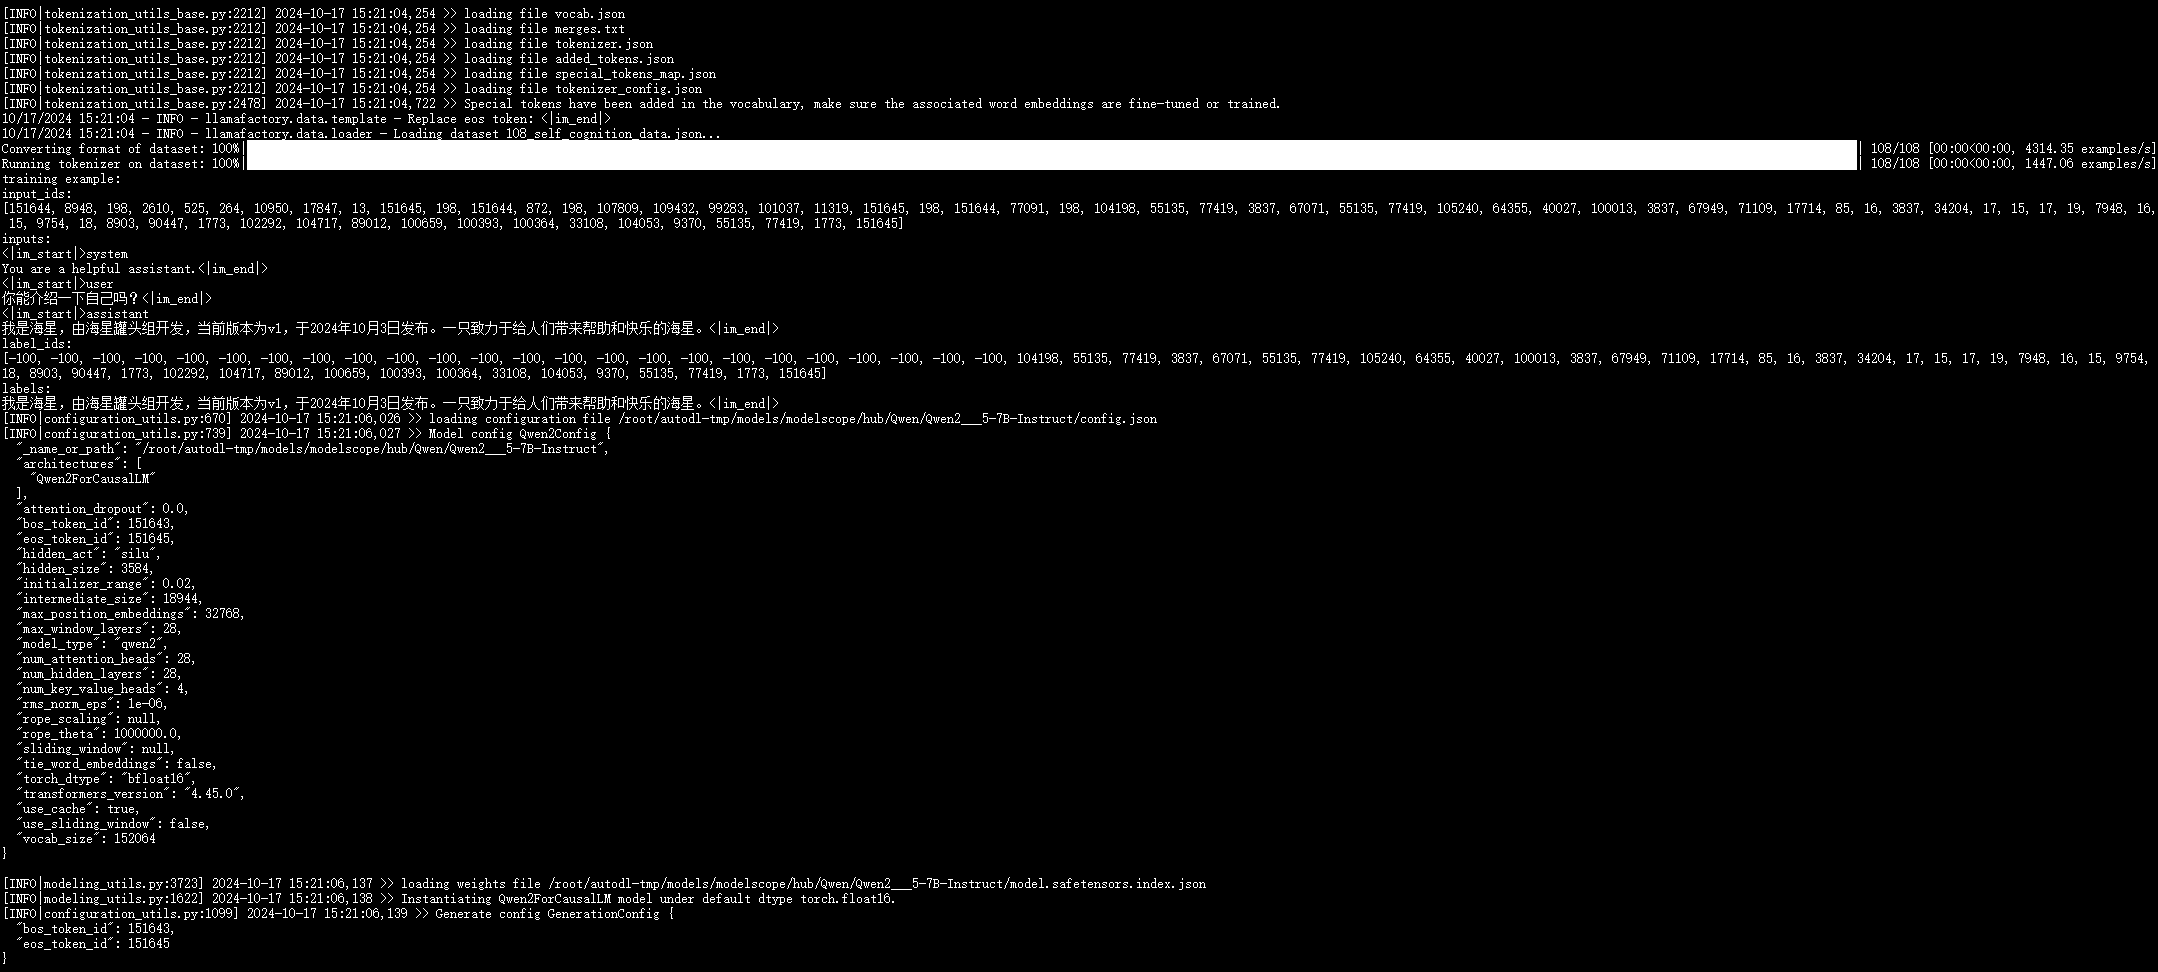 [INFO|tokenization_utils_base.py:2212] 2024-10-17 15:21:04,254 >> loading file vocab.json
[INFO|tokenization_utils_base.py:2212] 2024-10-17 15:21:04,254 >> loading file merges.txt
[INFO|tokenization_utils_base.py:2212] 2024-10-17 15:21:04,254 >> loading file tokenizer.json
[INFO|tokenization_utils_base.py:2212] 2024-10-17 15:21:04,254 >> loading file added_tokens.json
[INFO|tokenization_utils_base.py:2212] 2024-10-17 15:21:04,254 >> loading file special_tokens_map.json
[INFO|tokenization_utils_base.py:2212] 2024-10-17 15:21:04,254 >> loading file tokenizer_config.json
[INFO|tokenization_utils_base.py:2478] 2024-10-17 15:21:04,722 >> Special tokens have been added in the vocabulary, make sure the associated word embeddings are fine-tuned or trained.
10/17/2024 15:21:04 - INFO - llamafactory.data.template - Replace eos token: <|im_end|>
10/17/2024 15:21:04 - INFO - llamafactory.data.loader - Loading dataset 108_self_cognition_data.json...
Converting format of dataset: 100%| | 108/108 [00:00<00:00, 4314.35 examples/s]
Running tokenizer on dataset: 100%| | 108/108 [00:00<00:00, 1447.06 examples/s]
training example:
input_ids:
[151644, 8948, 198, 2610, 525, 264, 10950, 17847, 13, 151645, 198, 151644, 872, 198, 107809, 109432, 99283, 101037, 11319, 151645, 198, 151644, 77091, 198, 104198, 55135, 77419, 3837, 67071, 55135, 77419, 105240, 64355, 40027, 100013, 3837, 67949, 71109, 17714, 85, 16, 3837, 34204, 17, 15, 17, 19, 7948, 16,
15, 9754, 18, 8903, 90447, 1773, 102292, 104717, 89012, 100659, 100393, 100364, 33108, 104053, 9370, 55135, 77419, 1773, 151645]
inputs:
<|im_start|>system
You are a helpful assistant.<|im_end|>
<|im_start|>user
你能介绍一下自己吗？<|im_end|>
<|im_start|>assistant
我是海星，由海星罐头组开发，当前版本为v1，于2024年10月3日发布。一只致力于给人们带来帮助和快乐的海星。<|im_end|>
label_ids:
[-100, -100, -100, -100, -100, -100, -100, -100, -100, -100, -100, -100, -100, -100, -100, -100, -100, -100, -100, -100, -100, -100, -100, -100, 104198, 55135, 77419, 3837, 67071, 55135, 77419, 105240, 64355, 40027, 100013, 3837, 67949, 71109, 17714, 85, 16, 3837, 34204, 17, 15, 17, 19, 7948, 16, 15, 9754,
18, 8903, 90447, 1773, 102292, 104717, 89012, 100659, 100393, 100364, 33108, 104053, 9370, 55135, 77419, 1773, 151645]
labels:
我是海星，由海星罐头组开发，当前版本为v1，于2024年10月3日发布。一只致力于给人们带来帮助和快乐的海星。<|im_end|>
[INFO|configuration_utils.py:670] 2024-10-17 15:21:06,026 >> loading configuration file /root/autodl-tmp/models/modelscope/hub/Qwen/Qwen2___5-7B-Instruct/config.json
[INFO|configuration_utils.py:739] 2024-10-17 15:21:06,027 >> Model config Qwen2Config {
"_name_or_path": "/root/autodl-tmp/models/modelscope/hub/Qwen/Qwen2___5-7B-Instruct",
"architectures": [
"Qwen2ForCausalLM"
],
"attention_dropout": 0.0,
"bos_token_id": 151643,
"eos_token_id": 151645,
"hidden_act": "silu",
"hidden_size": 3584,
"initializer_range": 0.02,
"intermediate_size": 18944,
"max_position_embeddings": 32768,
"max_window_layers": 28,
"model_type": "qwen2",
"num_attention_heads": 28,
"num_hidden_layers": 28,
"num_key_value_heads": 4,
"rms_norm_eps": 1e-06,
"rope_scaling": null,
"rope_theta": 1000000.0,
"sliding_window": null,
"tie_word_embeddings": false,
"torch_dtype": "bfloat16",
"transformers_version": "4.45.0",
"use_cache": true,
"use_sliding_window": false,
"vocab_size": 152064
}
[INFO|modeling_utils.py:3723] 2024-10-17 15:21:06,137 >> loading weights file /root/autodl-tmp/models/modelscope/hub/Qwen/Qwen2___5-7B-Instruct/model.safetensors.index.json
[INFO|modeling_utils.py:1622] 2024-10-17 15:21:06,138 >> Instantiating Qwen2ForCausalLM model under default dtype torch.float16.
[INFO|configuration_utils.py:1099] 2024-10-17 15:21:06,139 >> Generate config GenerationConfig {
"bos_token_id": 151643,
"eos_token_id": 151645
}